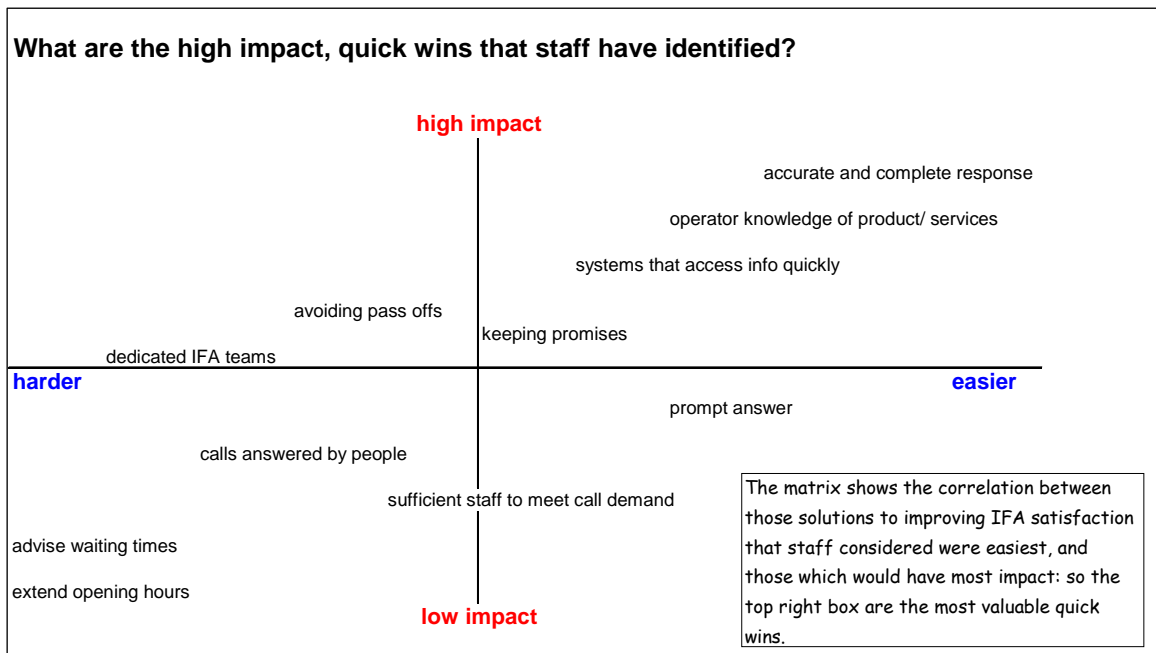 What are the high impact, quick wins that staff have identified?
high impact
accurate and complete response
operator knowledge of product/ services
systems that access info quickly
avoiding pass offs
keeping promises
dedicated IFA teams
harder
easier
prompt answer
calls answered by people
sufficient staff to meet call demand
advise waiting times
extend opening hours
low impact
The matrix shows the correlation between
those solutions to improving IFA satisfaction
that staff considered were easiest, and
those which would have most impact: so the
top right box are the most valuable quick
wins.